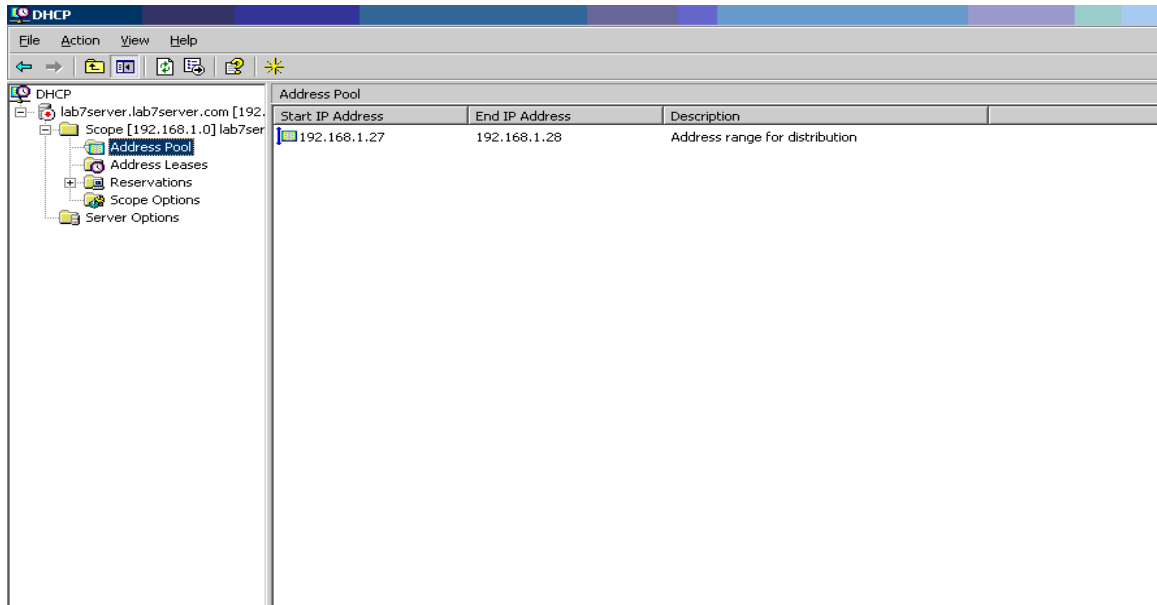 DHCP
File Action View Help
DHCP
lab7server.lab7server.com [192.
Scope [192.168.1.0] lab7ser
Address Pool
Address Leases
Reservations
Scope Options
Server Options
Address Pool
Start IP Address End IP Address Description
192.168.1.27 192.168.1.28 Address range for distribution